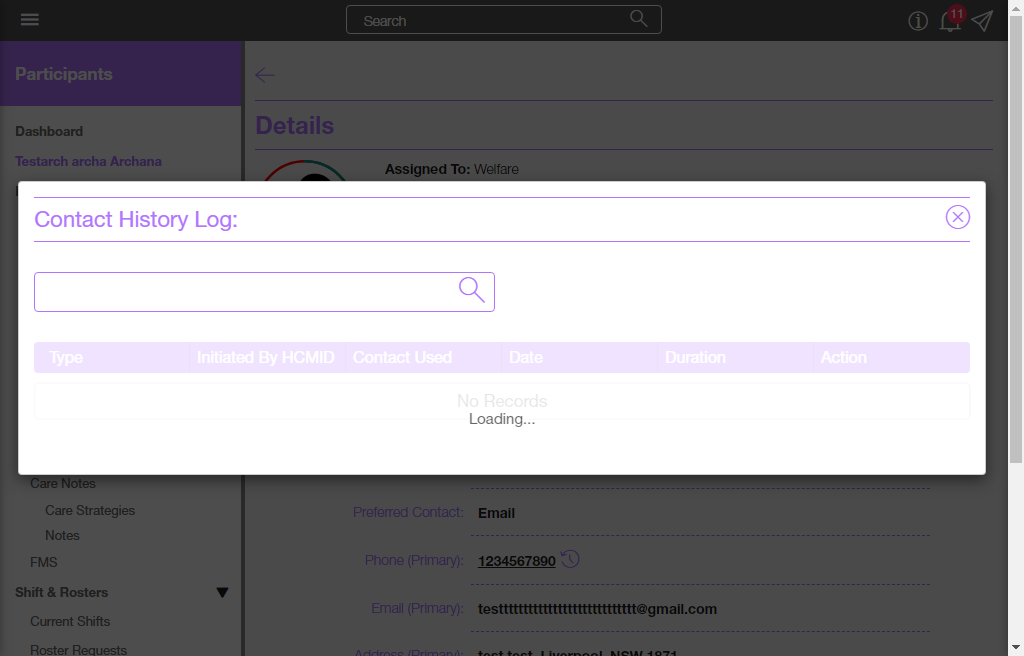 Search
11
Participants
Dashboard
Testarch archa Archana
Details
Assigned To: Welfare
Contact History Log:
Type Initiated By HCMID Contact Used Date Duration Action
No Records
Loading...
Care Notes
Care Strategies
Notes
FMS
Shift & Rosters
Current Shifts
Roster Requests
Preferred Contact: Email
Phone (Primary): 1234567890
Email (Primary): testttttttttttttttttttttttttttt@gmail.com
Address (Primary): test test, Liverpool, NSW 1871